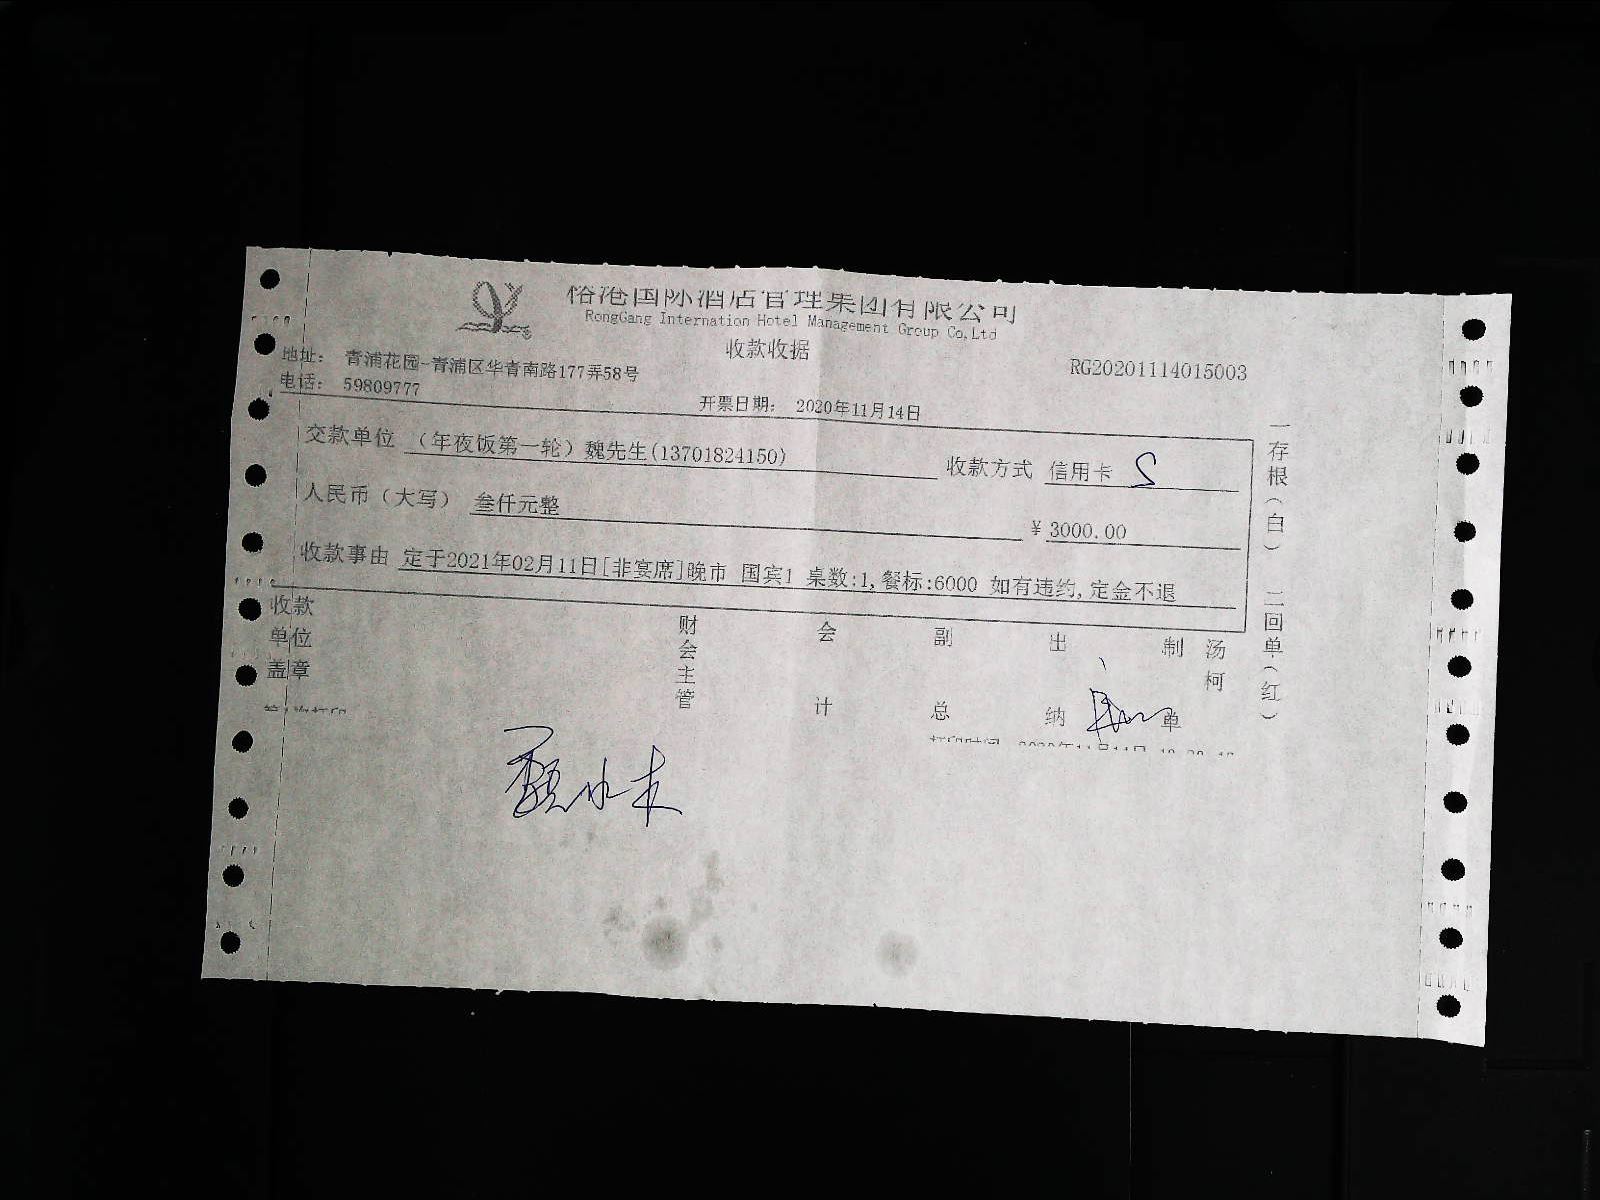 榕港国际酒店管理集团有限公司
RongGang Internation Hotel Management Group Co,Ltd
收款收据
地址： 青浦花园-青浦区华青南路177弄58号
RG20201114015003
电话： 59809777
开票日期： 2020年11月14日
交款单位 （年夜饭第一轮）魏先生(13701824150)
收款方式 信用卡
人民币（大写） 叁仟元整
￥3000.00
收款事由 定于2021年02月11日[非宴席]晚市 国宾1 桌数:1,餐标:6000 如有违约,定金不退
收款单位盖章
财会主管
会计
副总
出纳
制单
汤柯
一存根（白） 二回单（红）